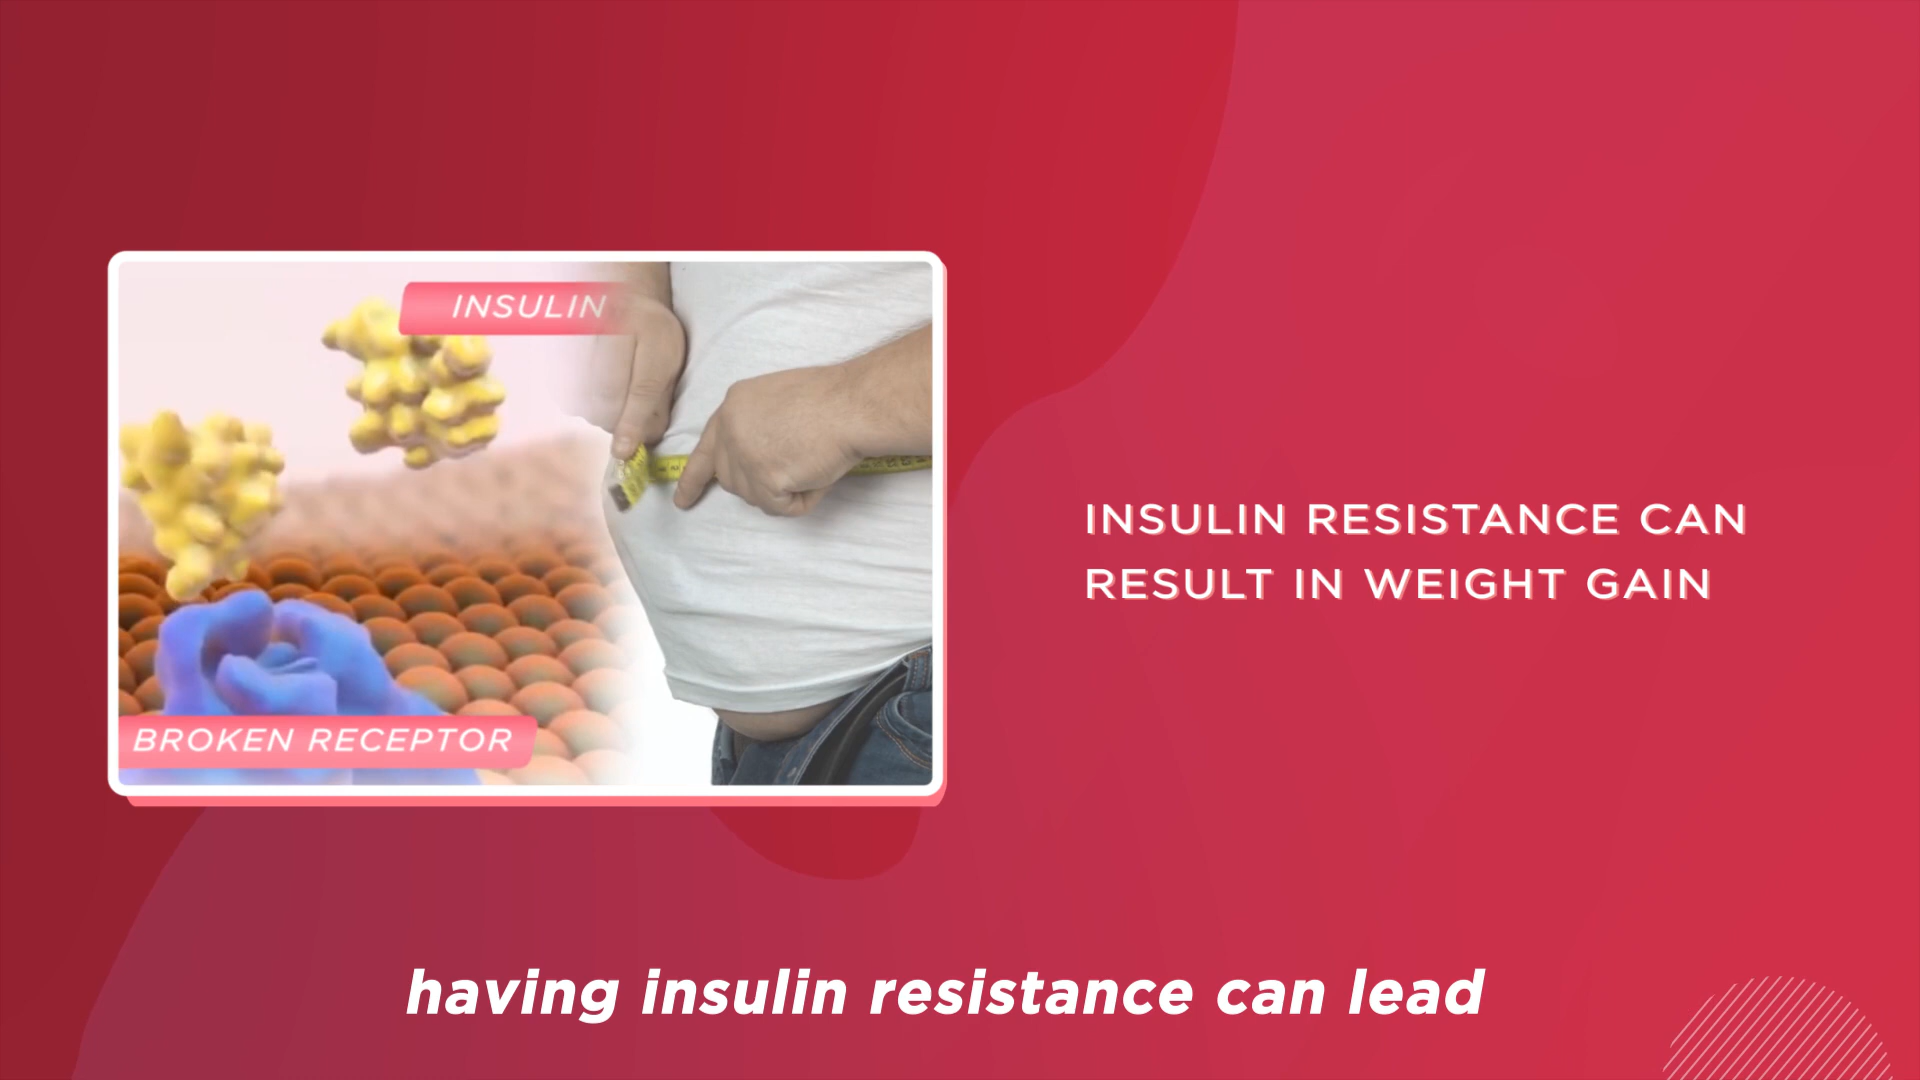 INSULIN
BROKEN RECEPTOR
INSULIN RESISTANCE CAN
RESULT IN WEIGHT GAIN
having insulin resistance can lead